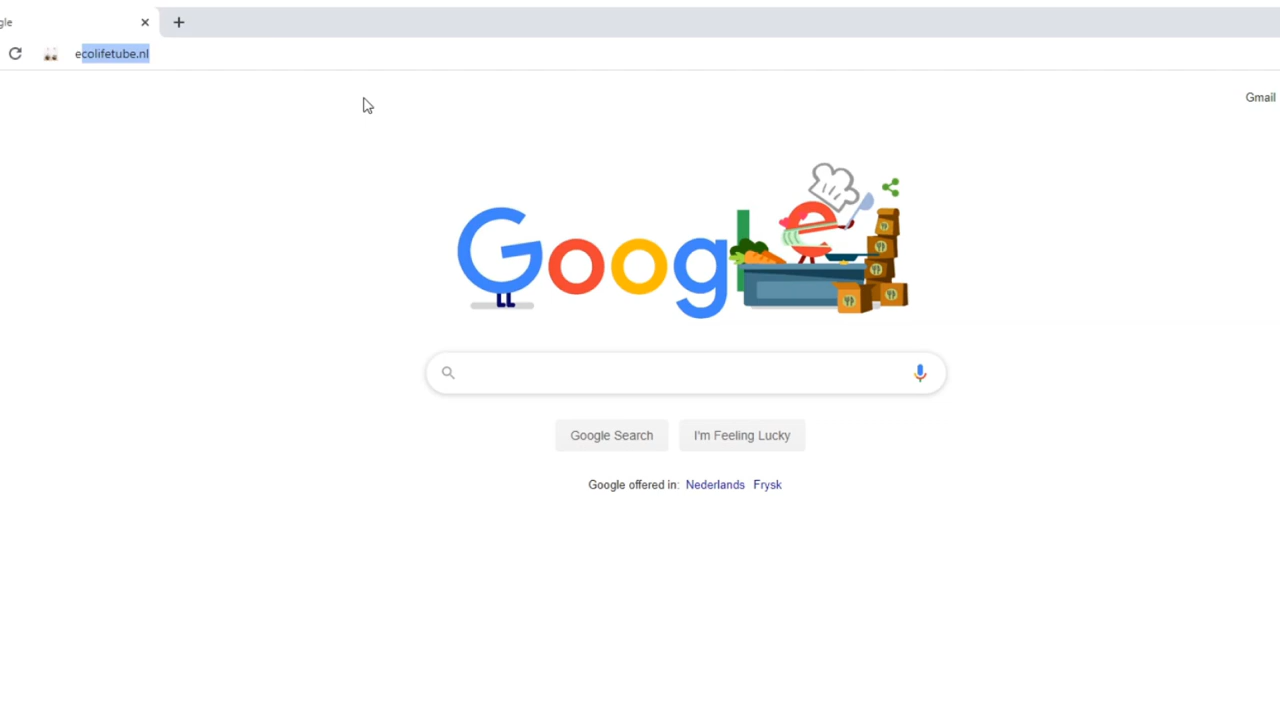 gle
ecolifetube.nl
Gmail
Google
Google Search
I'm Feeling Lucky
Google offered in: Nederlands Frysk